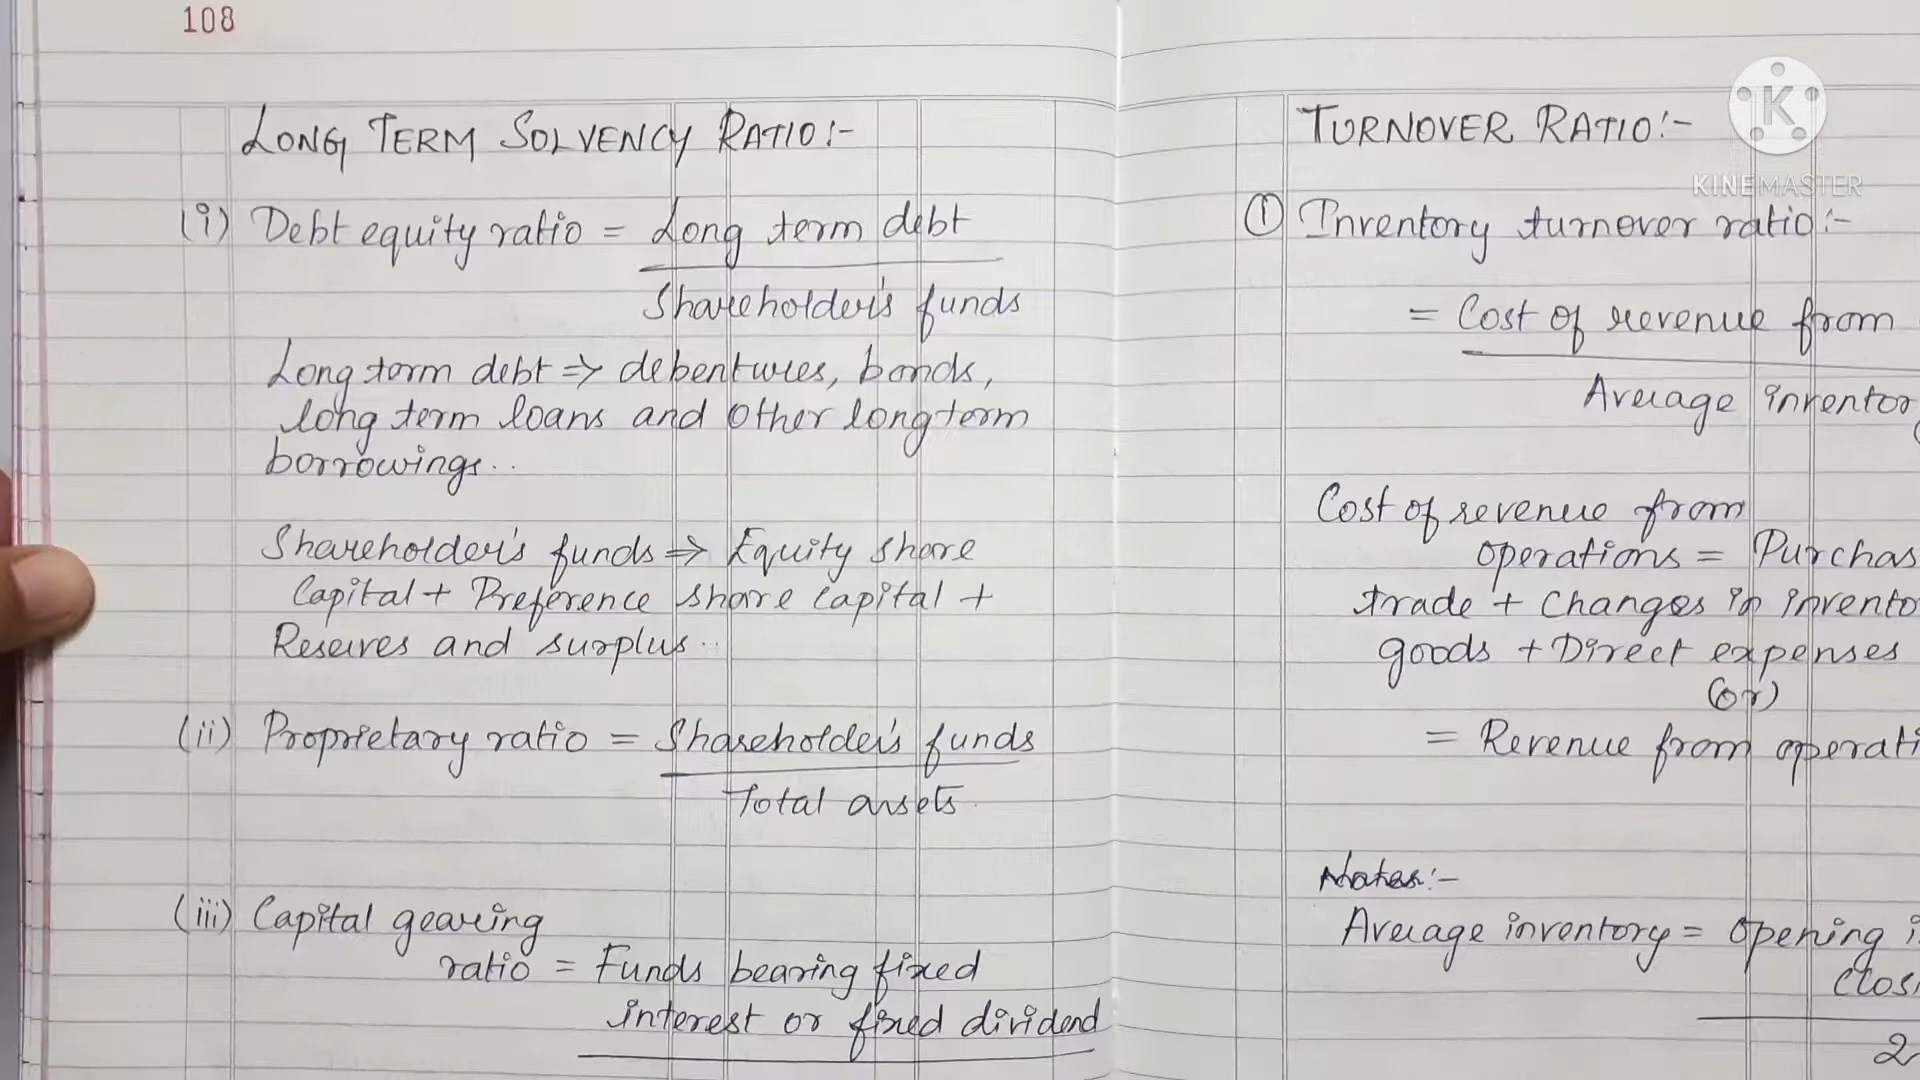 108
LONG TERM SOLVENCY RATIO:-
(i) Debt equity ratio = Long term debt
Shareholder's funds
Long term debt => debentures, bonds,
long term loans and other long term
borrowings..
Shareholder's funds => Equity share
Capital + Preference share capital +
Reserves and surplus..
(ii) Proprietary ratio = Shareholder's funds
Total assets.
(iii) Capital gearing
ratio = Funds bearing fixed
interest or fixed dividend
TURNOVER RATIO:-
① Inventory turnover ratio:-
= Cost of revenue from
Average inventor
Cost of revenue from
operations = Purchas
trade + Changes in invento
goods + Direct expenses
(or)
= Revenue from operati
Notes:-
Average inventory = Opening i
Closi
2
K
KINEMASTER